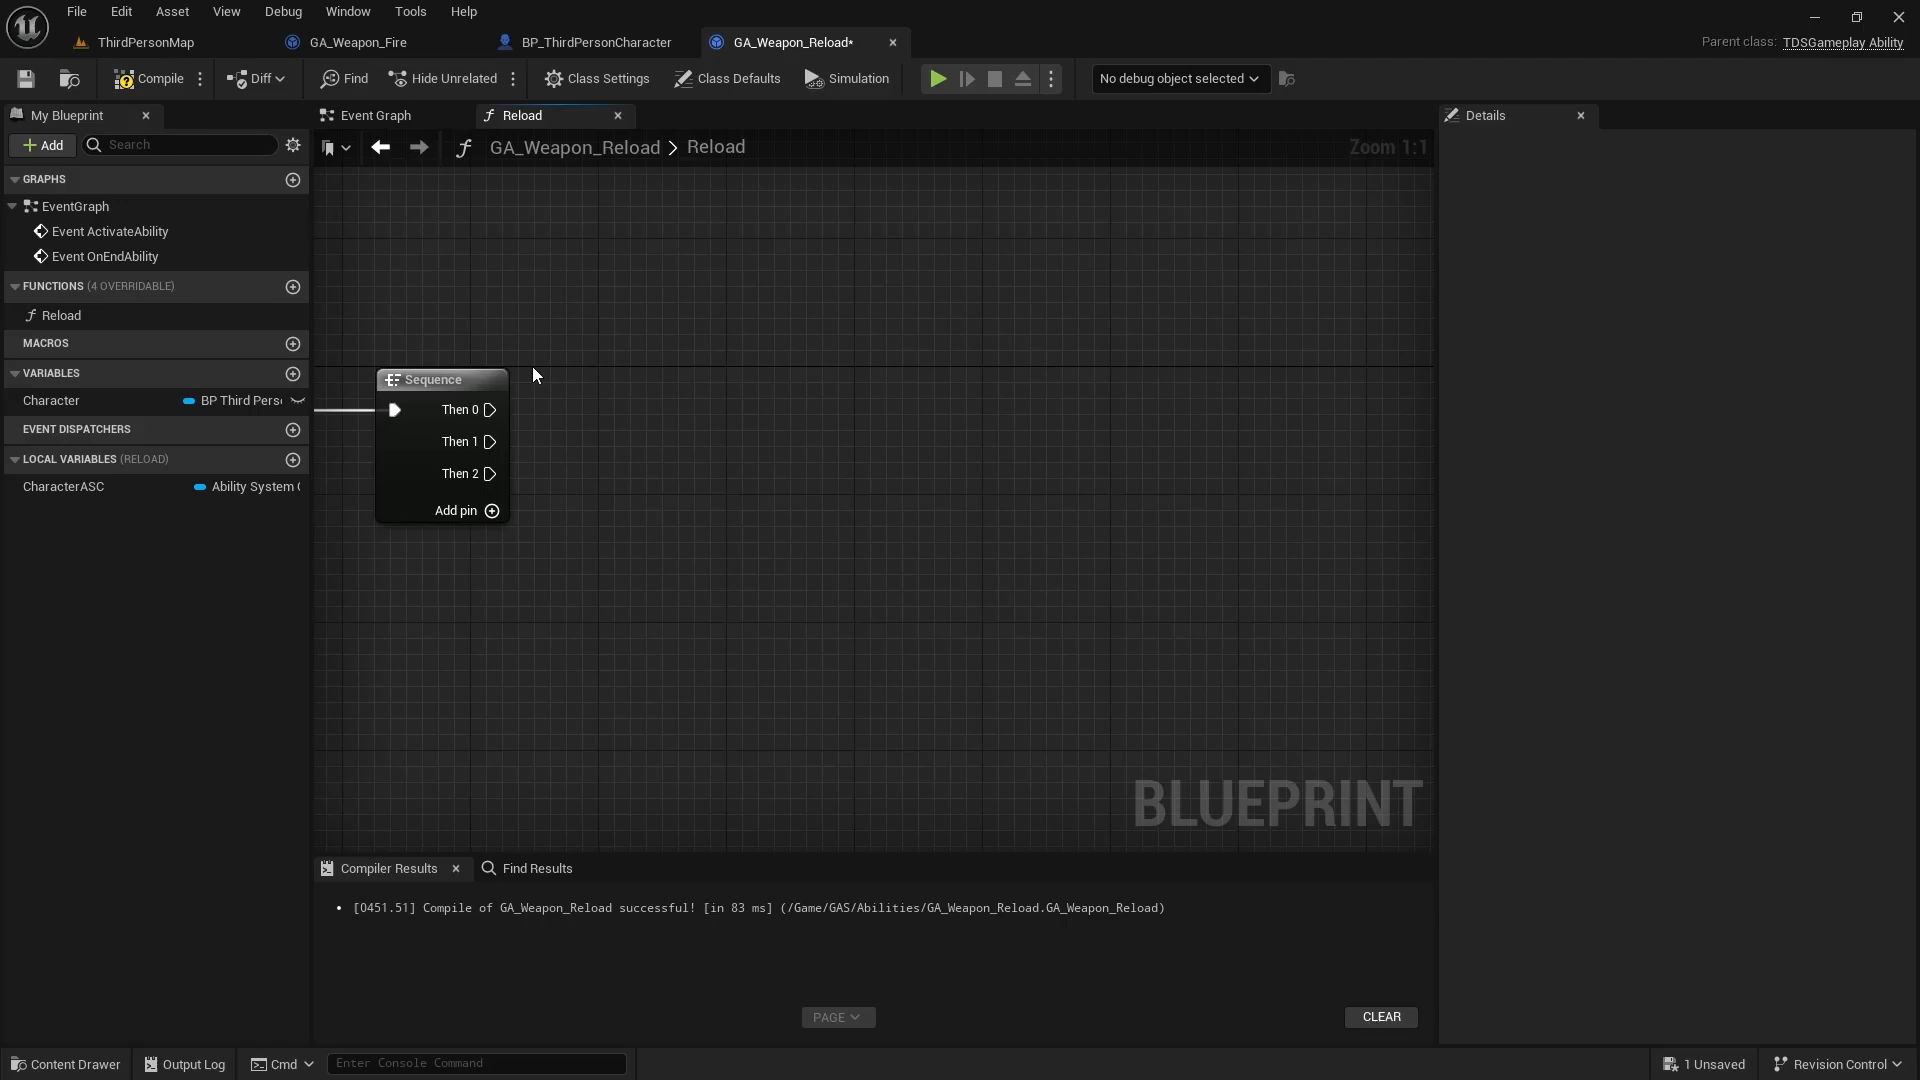 File Edit Asset View Debug Window Tools Help
ThirdPersonMap GA_Weapon_Fire BP_ThirdPersonCharacter GA_Weapon_Reload* Parent class: TDSGameplay Ability
Compile Diff Find Hide Unrelated Class Settings Class Defaults Simulation No debug object selected
My Blueprint Event Graph Reload Details
Add Search GA_Weapon_Reload > Reload Zoom 1:1
GRAPHS
EventGraph
Event ActivateAbility
Event OnEndAbility
FUNCTIONS (4 OVERRIDABLE)
Reload
MACROS
VARIABLES
Character BP Third Pers
EVENT DISPATCHERS
LOCAL VARIABLES (RELOAD)
CharacterASC Ability System
Sequence
Then 0
Then 1
Then 2
Add pin
BLUEPRINT
Compiler Results Find Results
• [0451.51] Compile of GA_Weapon_Reload successful! [in 83 ms] (/Game/GAS/Abilities/GA_Weapon_Reload.GA_Weapon_Reload)
PAGE CLEAR
Content Drawer Output Log Cmd Enter Console Command 1 Unsaved Revision Control